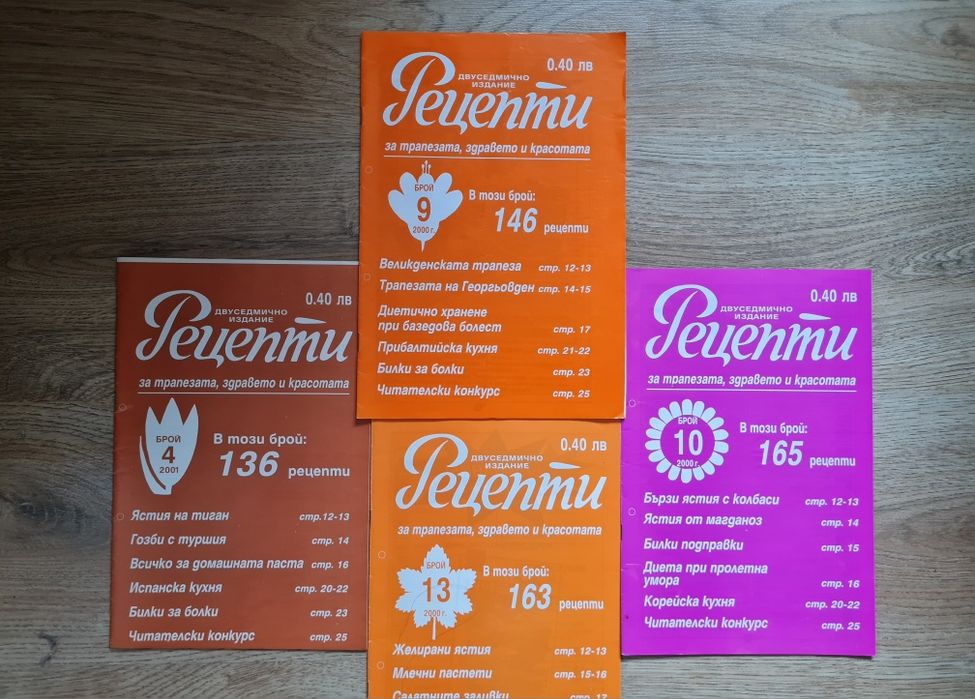 0.40 лв
ДВУСЕДМИЧНО
ИЗДАНИЕ
Рецепти
за трапезата, здравето и красотата
БРОЙ
9
2000 г.
В този брой:
146 рецепти
Великденската трапеза стр. 12-13
Трапезата на Георгьовден стр. 14-15
Диетично хранене
при базедова болест стр. 17
Прибалтийска кухня стр. 21-22
Билки за болки стр. 23
Читателски конкурс стр. 25
0.40 лв
ДВУСЕДМИЧНО
ИЗДАНИЕ
Рецепти
за трапезата, здравето и красотата
БРОЙ
4
2001
В този брой:
136 рецепти
Ястия на тиган стр.12-13
Гозби с туршия стр. 14
Всичко за домашната паста стр. 16
Испанска кухня стр. 20-22
Билки за болки стр. 23
Читателски конкурс стр. 25
0.40 лв
ДВУСЕДМИЧНО
ИЗДАНИЕ
Рецепти
за трапезата, здравето и красотата
БРОЙ
10
2000 г.
В този брой:
165 рецепти
Бързи ястия с колбаси стр. 12-13
Ястия от магданоз стр. 14
Билки подправки стр. 15
Диета при пролетна
умора стр. 16
Корейска кухня стр. 20-22
Читателски конкурс стр. 25
0.40 лв
ДВУСЕДМИЧНО
ИЗДАНИЕ
Рецепти
за трапезата, здравето и красотата
БРОЙ
13
2000 г.
В този брой:
163 рецепти
Желирани ястия стр. 12-13
Млечни пастети стр. 15-16
Салатните заливки стр. 17